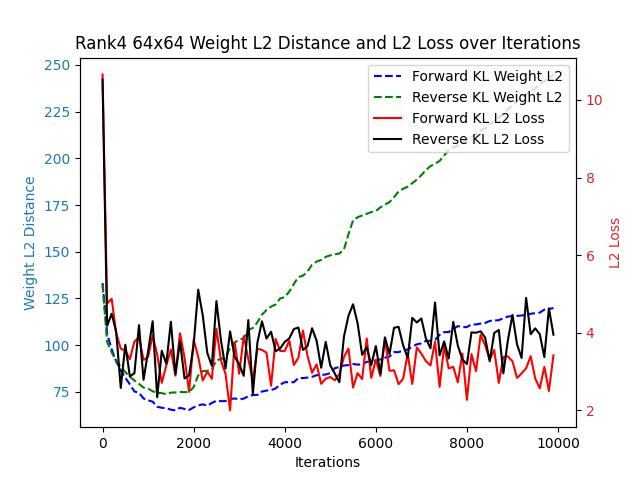 Rank4 64x64 Weight L2 Distance and L2 Loss over Iterations
Forward KL Weight L2
Reverse KL Weight L2
Forward KL L2 Loss
Reverse KL L2 Loss
Weight L2 Distance
250
225
200
175
150
125
100
75
L2 Loss
10
8
6
4
2
0
2000
4000
6000
8000
10000
Iterations